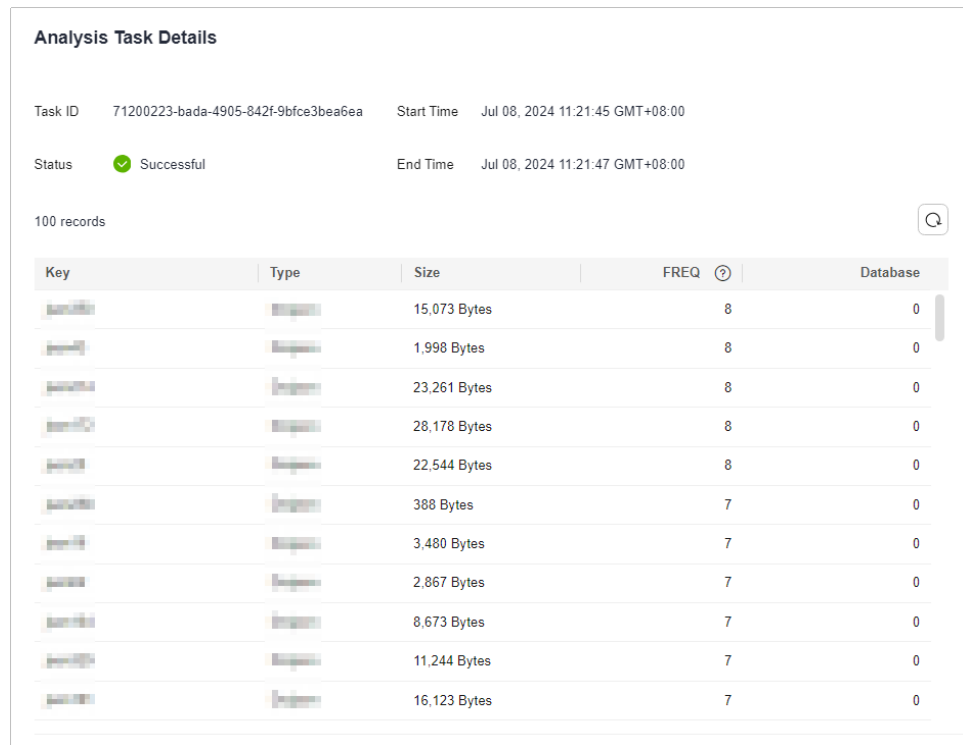 Analysis Task Details
Task ID 71200223-bada-4905-842f-9bfce3bea6ea Start Time Jul 08, 2024 11:21:45 GMT+08:00
Status Successful End Time Jul 08, 2024 11:21:47 GMT+08:00
100 records
Key Type Size FREQ ? Database
15,073 Bytes 8 0
1,998 Bytes 8 0
23,261 Bytes 8 0
28,178 Bytes 8 0
22,544 Bytes 8 0
388 Bytes 7 0
3,480 Bytes 7 0
2,867 Bytes 7 0
8,673 Bytes 7 0
11,244 Bytes 7 0
16,123 Bytes 7 0